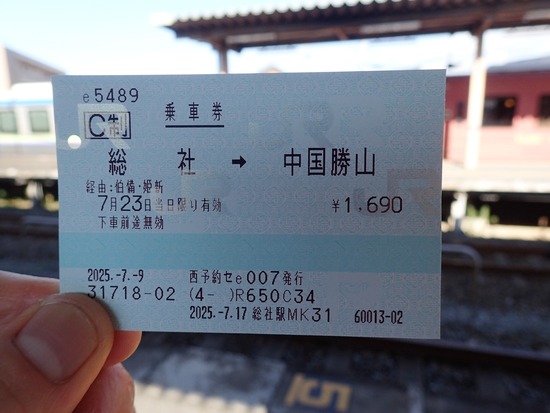 e5489
C制 乗車券
総社 → 中国勝山
経由:伯備・姫新
7月23日当日限り有効 ¥1,690
下車前途無効
2025.-7.-9 西予約セe007発行
31718-02 (4- )R650C34
2025.-7.17 総社駅MK31 60013-02
15